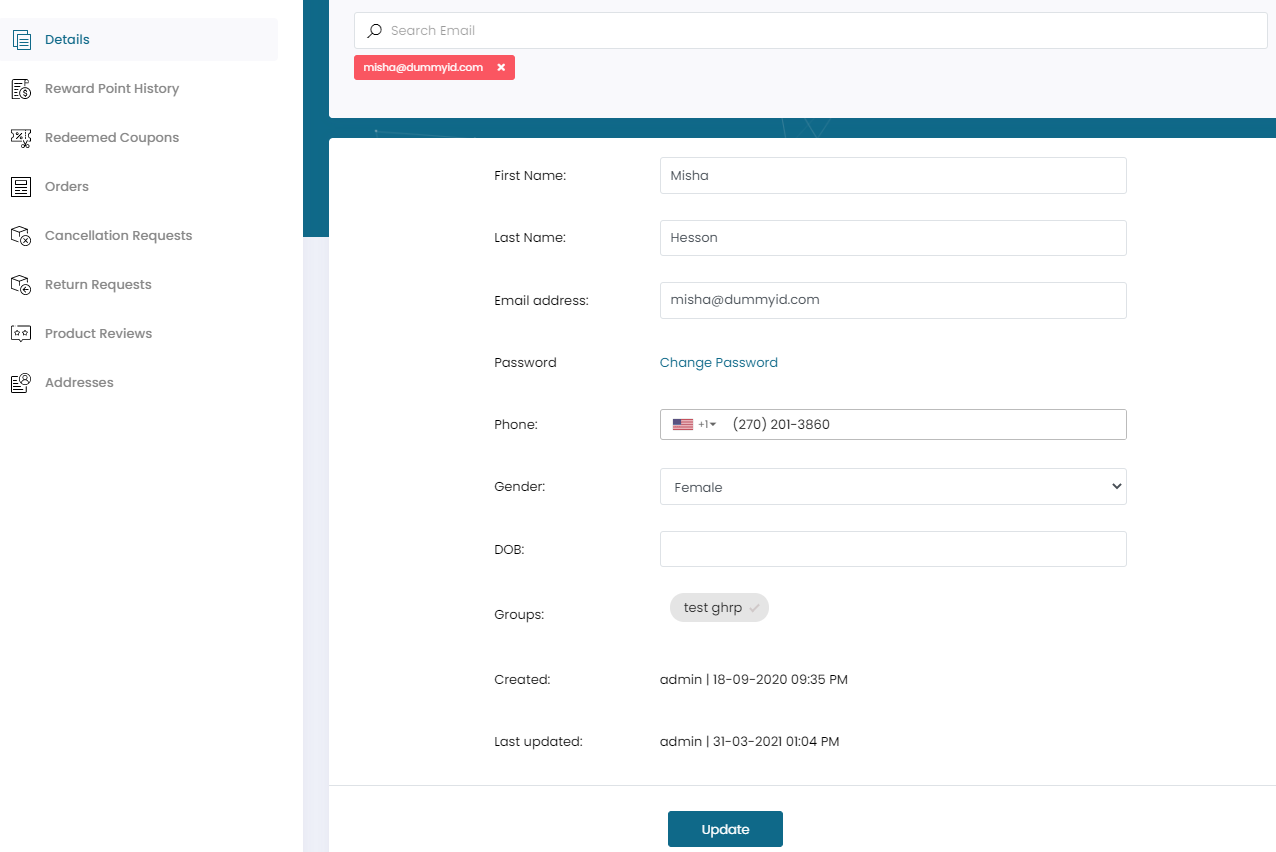 Details
Reward Point History
Redeemed Coupons
Orders
Cancellation Requests
Return Requests
Product Reviews
Addresses
Search Email
misha@dummyid.com ×
First Name: Misha
Last Name: Hesson
Email address: misha@dummyid.com
Password Change Password
Phone: +1 (270) 201-3860
Gender: Female
DOB:
Groups: test ghrp
Created: admin | 18-09-2020 09:35 PM
Last updated: admin | 31-03-2021 01:04 PM
Update